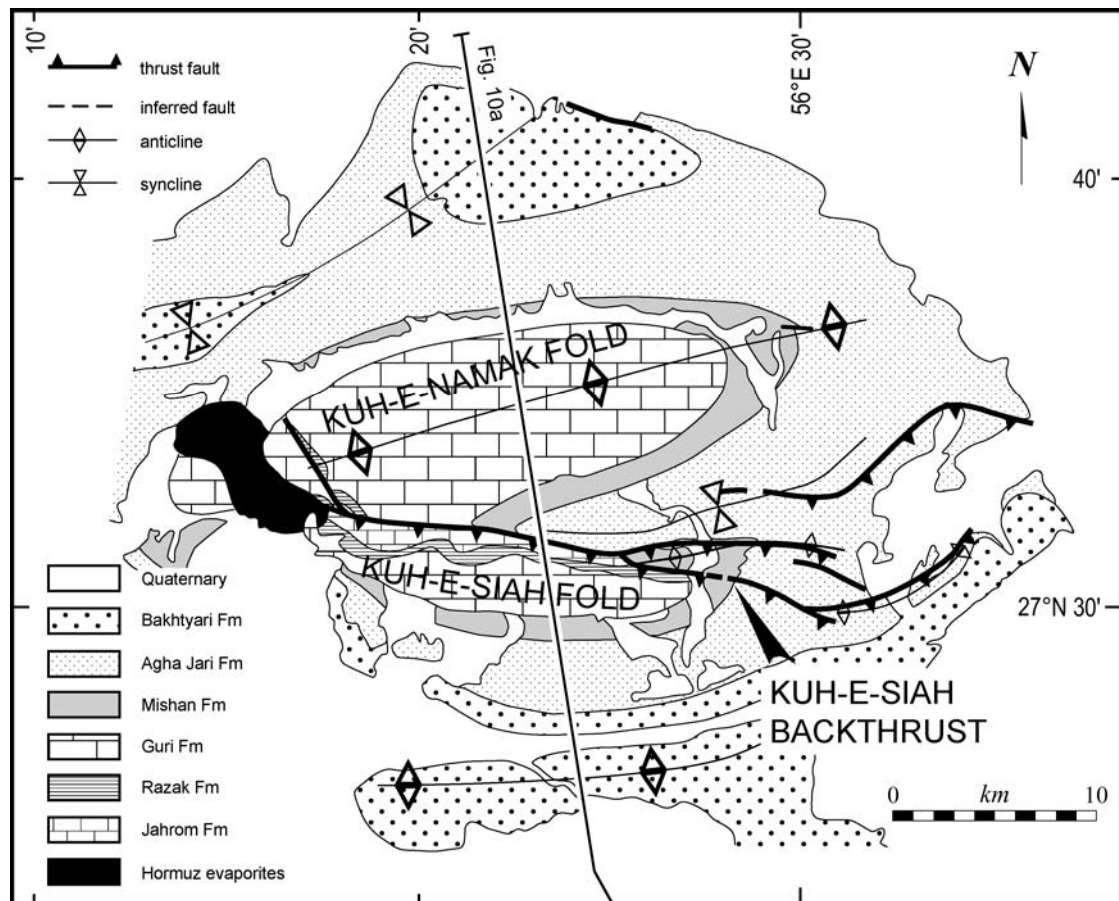 10'
20'
56°E 30'
Fig. 10a
N
thrust fault
inferred fault
anticline
syncline
40'
KUH-E-NAMAK FOLD
KUH-E-SIAH FOLD
27°N 30'
KUH-E-SIAH
BACKTHRUST
Quaternary
Bakhtyari Fm
Agha Jari Fm
Mishan Fm
Guri Fm
Razak Fm
Jahrom Fm
Hormuz evaporites
0 km 10